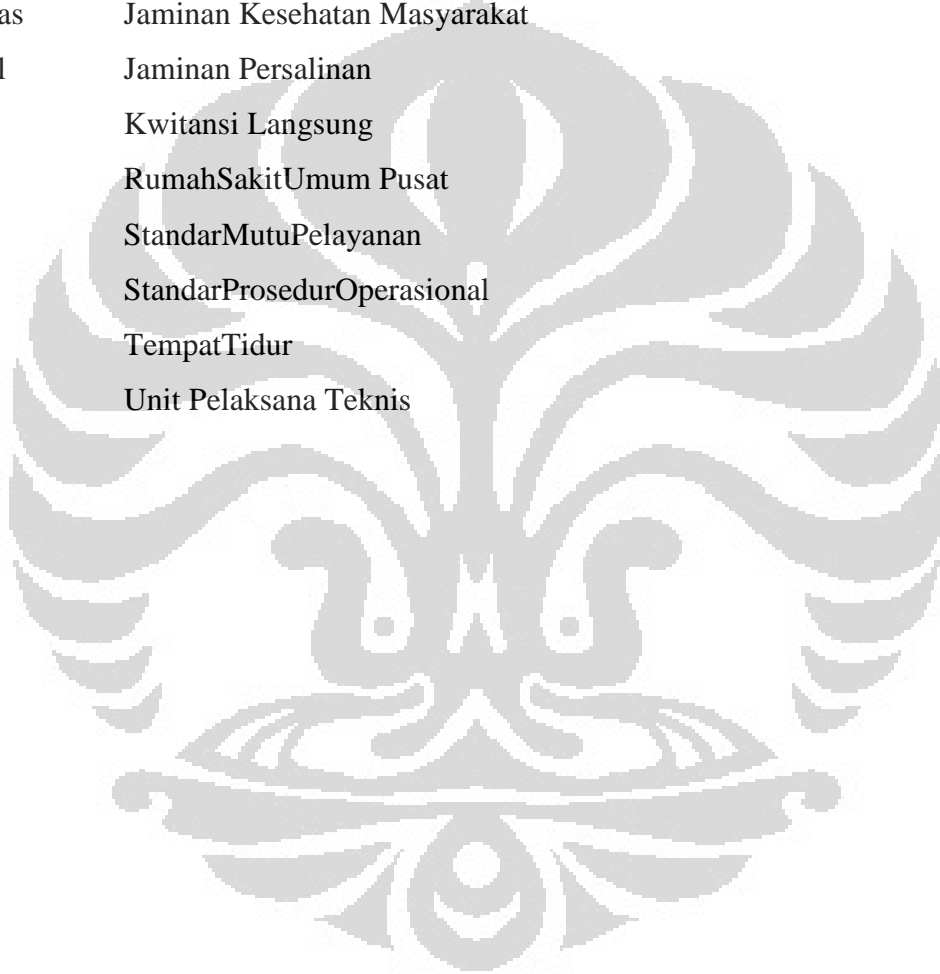 as Jaminan Kesehatan Masyarakat
l Jaminan Persalinan
Kwitansi Langsung
RumahSakitUmum Pusat
StandarMutuPelayanan
StandarProsedurOperasional
TempatTidur
Unit Pelaksana Teknis